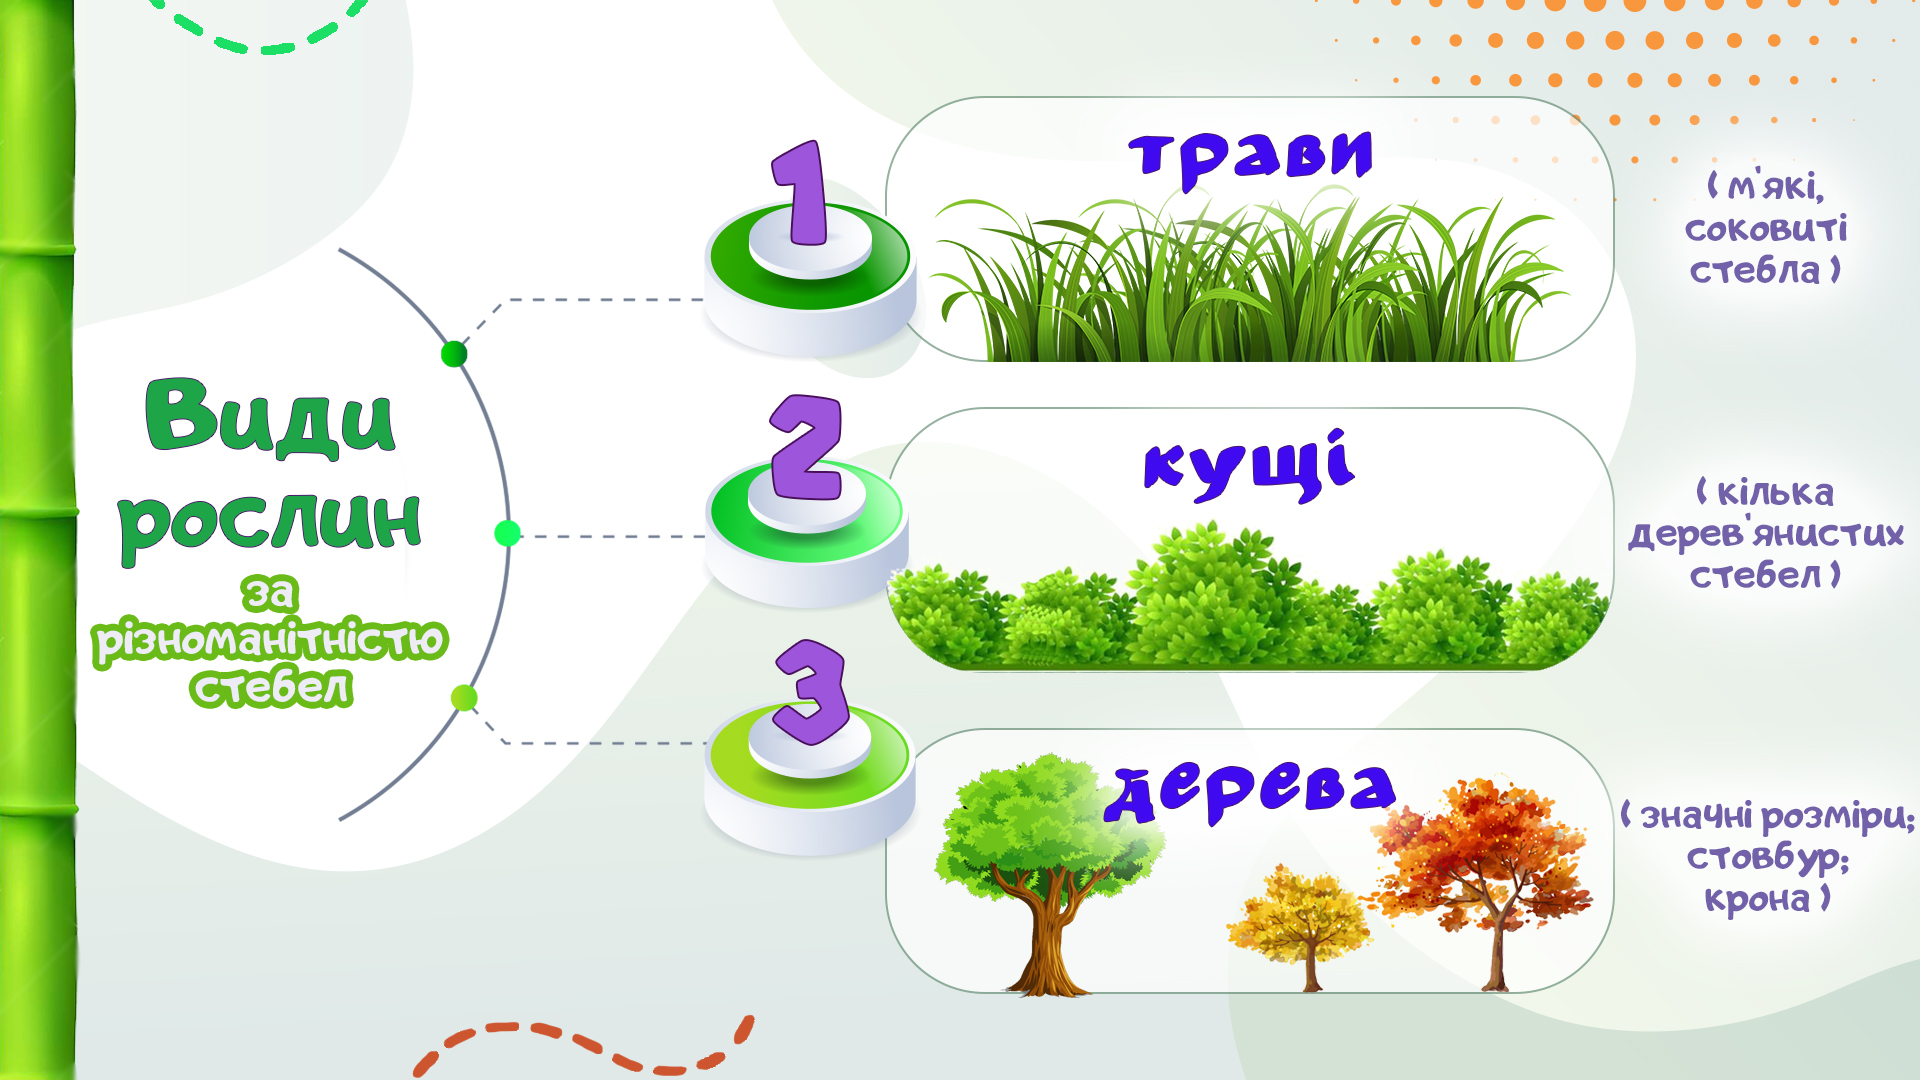 Види
рослин
за
різноманітністю
стебел
1
трави
( м'які,
соковиті
стебла )
2
кущі
( кілька
дерев'янистих
стебел )
3
дерева
( значні розміри;
стовбур;
крона )